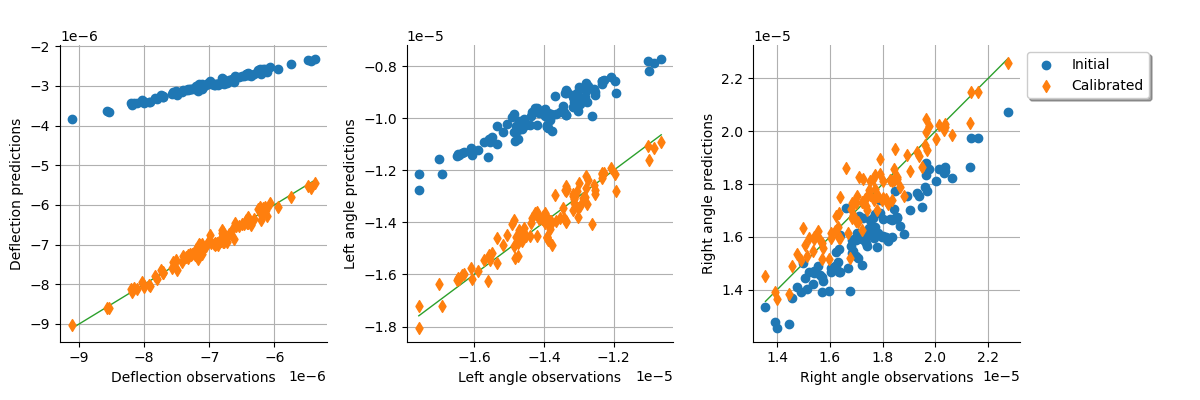 1e−6
−2
−3
−4
−5
−6
−7
−8
−9
−9
−8
−7
−6
1e−6
Deflection observations
Deflection predictions
1e−5
−0.8
−1.0
−1.2
−1.4
−1.6
−1.8
−1.6
−1.4
−1.2
1e−5
Left angle observations
Left angle predictions
1e−5
2.2
2.0
1.8
1.6
1.4
1.4
1.6
1.8
2.0
2.2
1e−5
Right angle observations
Right angle predictions
Initial
Calibrated